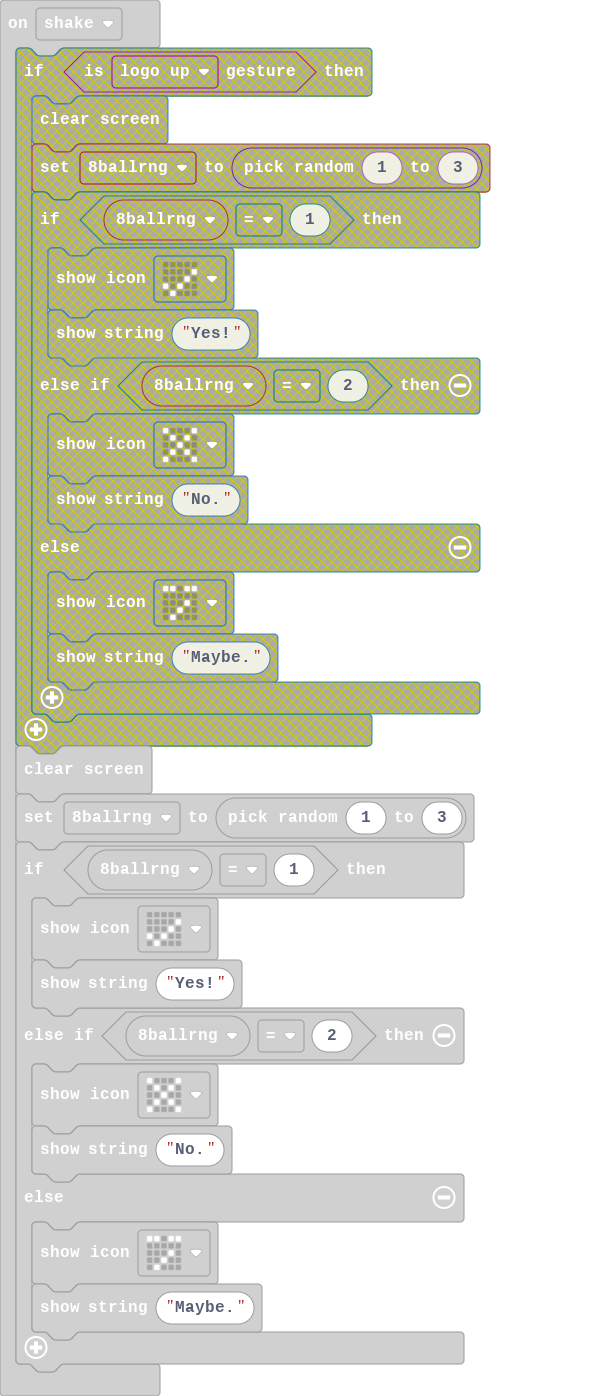 on shake
if is logo up gesture then
clear screen
set 8ballrng to pick random 1 to 3
if 8ballrng = 1 then
show icon
show string "Yes!"
else if 8ballrng = 2 then
show icon
show string "No."
else
show icon
show string "Maybe."
clear screen
set 8ballrng to pick random 1 to 3
if 8ballrng = 1 then
show icon
show string "Yes!"
else if 8ballrng = 2 then
show icon
show string "No."
else
show icon
show string "Maybe."